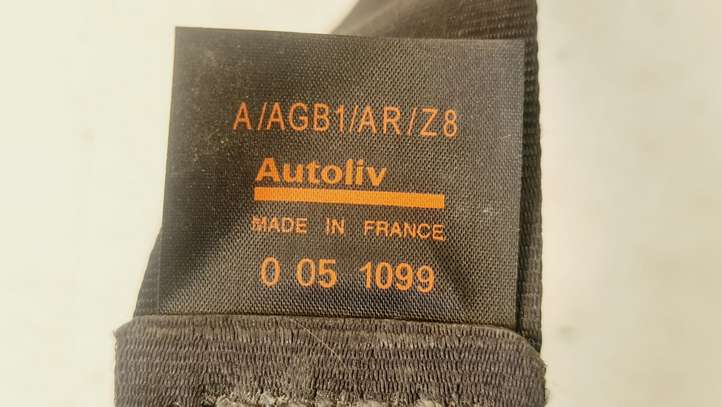 A/AGB1/AR/Z8
Autoliv
MADE IN FRANCE
0 05 1099